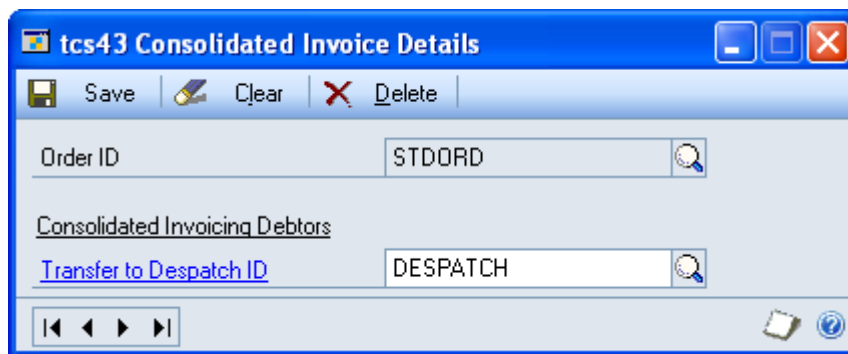 tcs43 Consolidated Invoice Details
Save Clear Delete
Order ID STDORD
Consolidated Invoicing Debtors
Transfer to Despatch ID DESPATCH